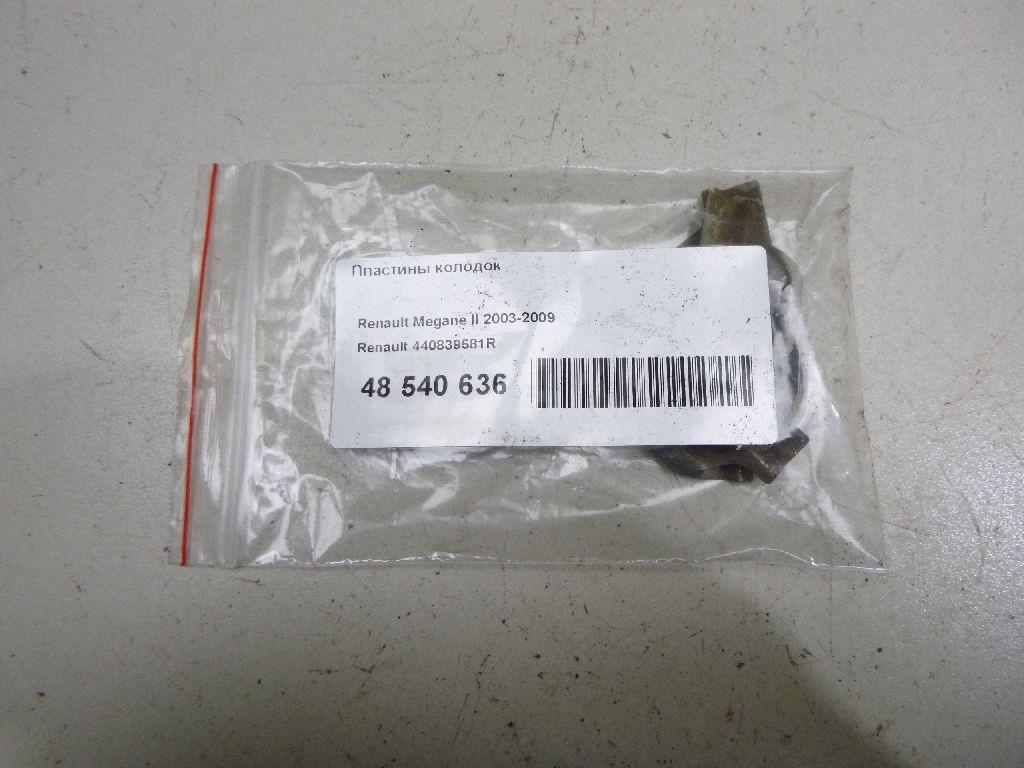 Пластины колодок
Renault Megane II 2003-2009
Renault 440839581R
48 540 636